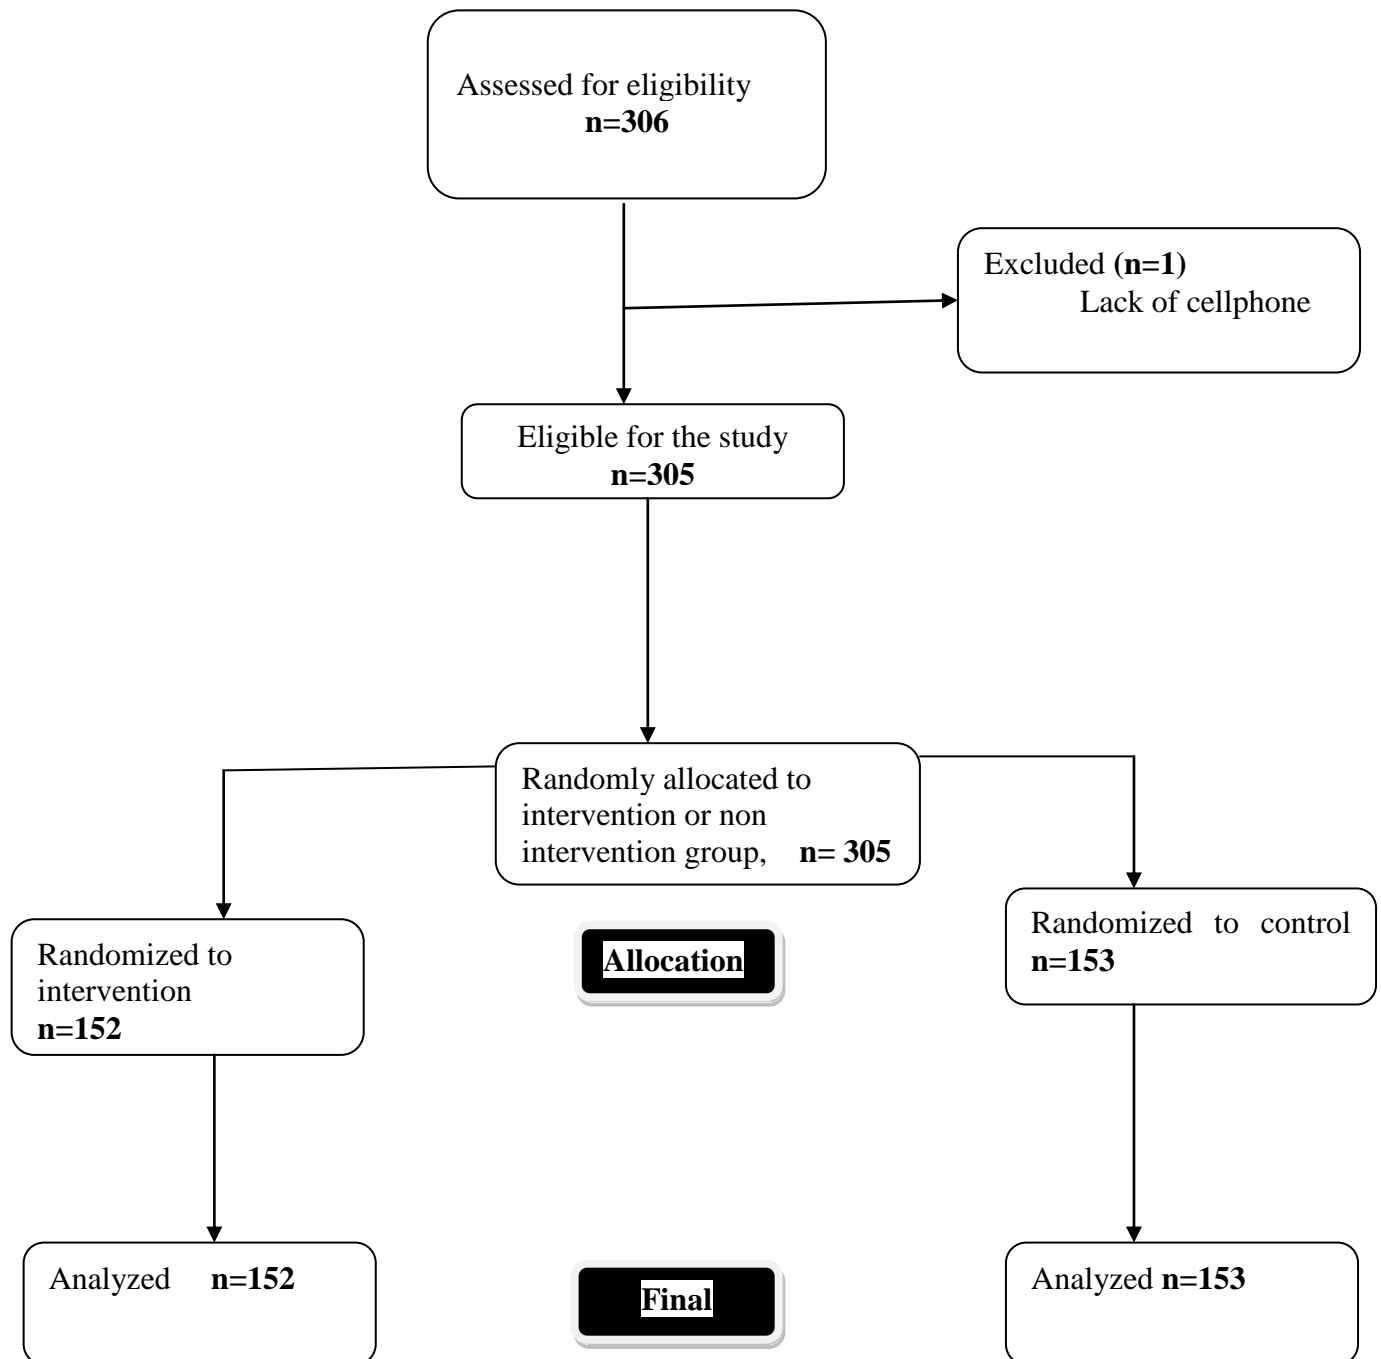 Assessed for eligibility
n=306
Excluded (n=1)
Lack of cellphone
Eligible for the study
n=305
Randomly allocated to
intervention or non
intervention group, n= 305
Randomized to
intervention
n=152
Allocation
Randomized to control
n=153
Analyzed n=152
Final
Analyzed n=153